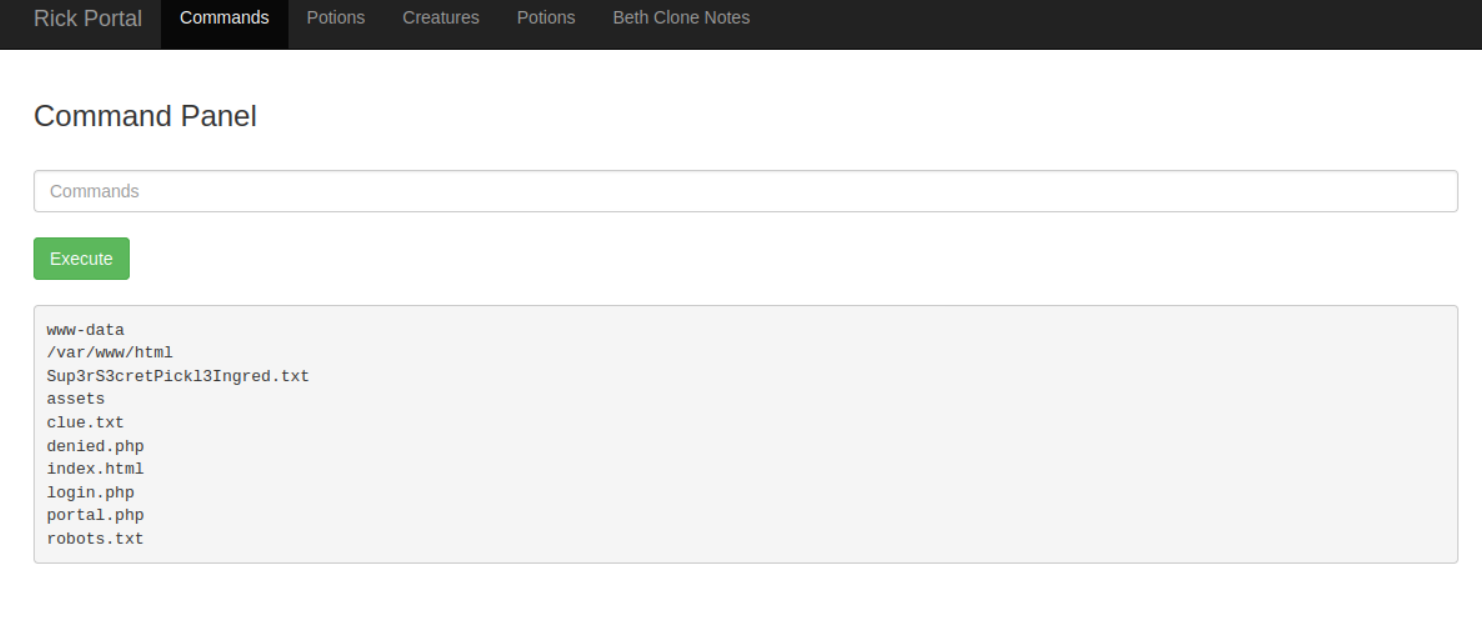 Rick Portal Commands Potions Creatures Potions Beth Clone Notes
Command Panel
Commands
Execute
www-data
/var/www/html
Sup3rS3cretPickl3Ingred.txt
assets
clue.txt
denied.php
index.html
login.php
portal.php
robots.txt